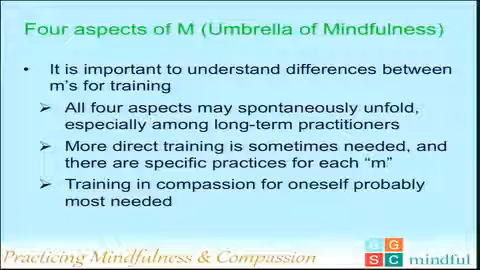 Four aspects of M (Umbrella of Mindfulness)
• It is important to understand differences between
m's for training
➢ All four aspects may spontaneously unfold,
especially among long-term practitioners
➢ More direct training is sometimes needed, and
there are specific practices for each “m”
➢ Training in compassion for oneself probably
most needed
Practicing Mindfulness & Compassion
G G
S C mindful